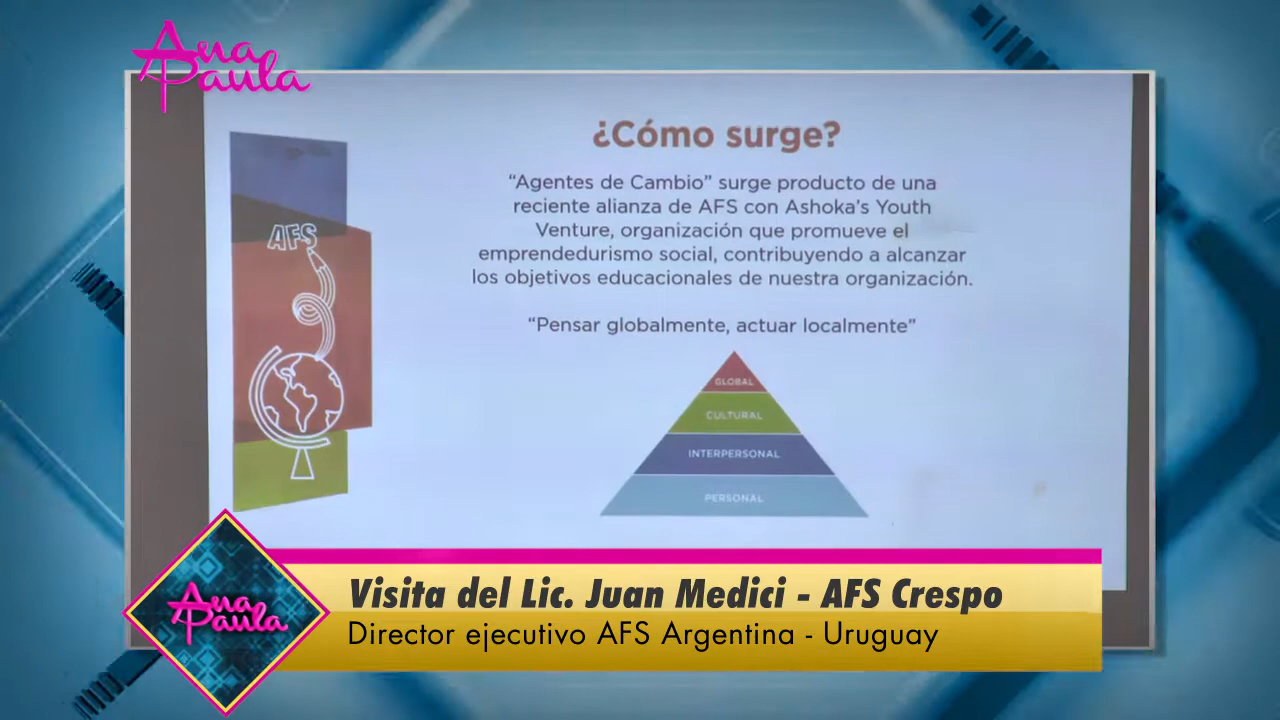 Ana
Paula
¿Cómo surge?
“Agentes de Cambio” surge producto de una
reciente alianza de AFS con Ashoka’s Youth
Venture, organización que promueve el
emprendedurismo social, contribuyendo a alcanzar
los objetivos educacionales de nuestra organización.
“Pensar globalmente, actuar localmente”
AFS
GLOBAL
CULTURAL
INTERPERSONAL
PERSONAL
Ana
Paula
Visita del Lic. Juan Medici - AFS Crespo
Director ejecutivo AFS Argentina - Uruguay